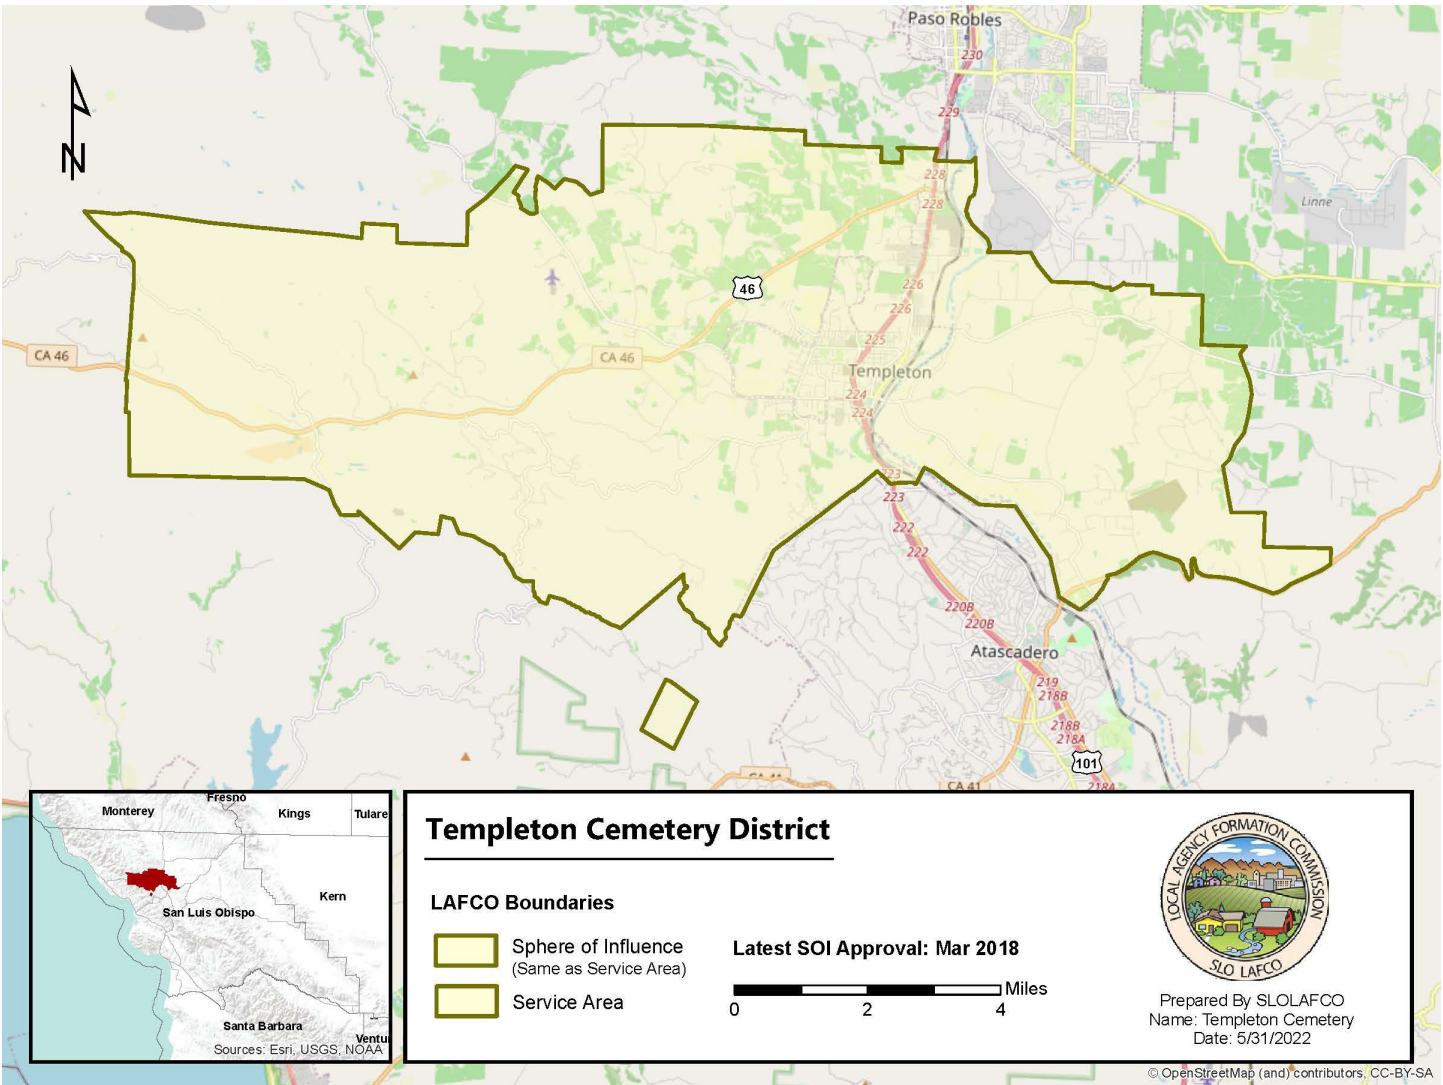 Paso Robles
230
229
N
228
228
Linne
46
226
226
225
CA 46
CA 46
Templeton
224
224
223
223
222
222
220B
220B
Atascadero
219
218B
218B
218A
101
CA 41
CA 41
218A
Fresno
Monterey
Kings
Tulare
Kern
San Luis Obispo
Santa Barbara
Ventur
Sources: Esri, USGS, NOAA
Templeton Cemetery District
LAFCO Boundaries
Sphere of Influence
(Same as Service Area)
Service Area
Latest SOI Approval: Mar 2018
Miles
0 2 4
LOCAL AGENCY FORMATION COMMISSION
SLO LAFCO
Prepared By SLOLAFCO
Name: Templeton Cemetery
Date: 5/31/2022
© OpenStreetMap (and) contributors, CC-BY-SA